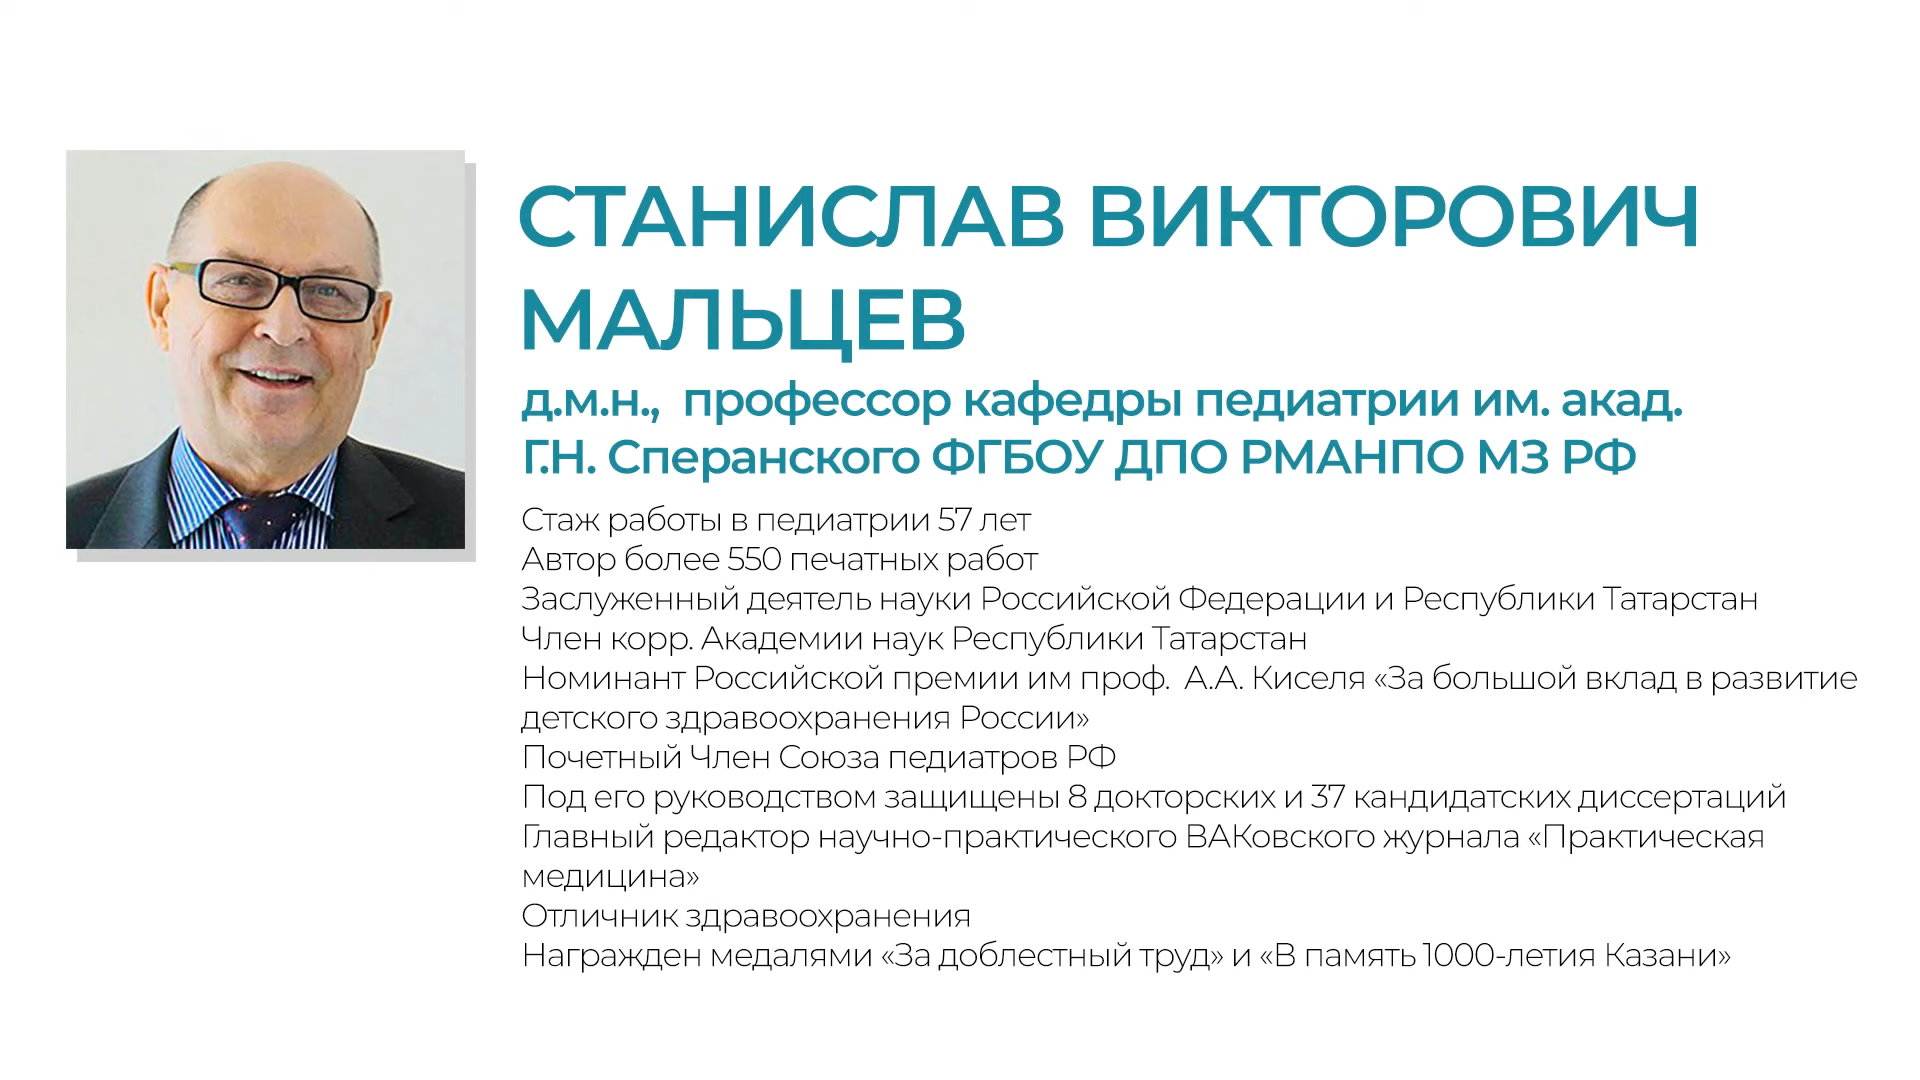 СТАНИСЛАВ ВИКТОРОВИЧ
МАЛЬЦЕВ
д.м.н.,  профессор кафедры педиатрии им. акад.
Г.Н. Сперанского ФГБОУ ДПО РМАНПО МЗ РФ
Стаж работы в педиатрии 57 лет
Автор более 550 печатных работ
Заслуженный деятель науки Российской Федерации и Республики Татарстан
Член корр. Академии наук Республики Татарстан
Номинант Российской премии им проф.  А.А. Киселя «За большой вклад в развитие
детского здравоохранения России»
Почетный Член Союза педиатров РФ
Под его руководством защищены 8 докторских и 37 кандидатских диссертаций
Главный редактор научно-практического ВАКовского журнала «Практическая
медицина»
Отличник здравоохранения
Награжден медалями «За доблестный труд» и «В память 1000-летия Казани»